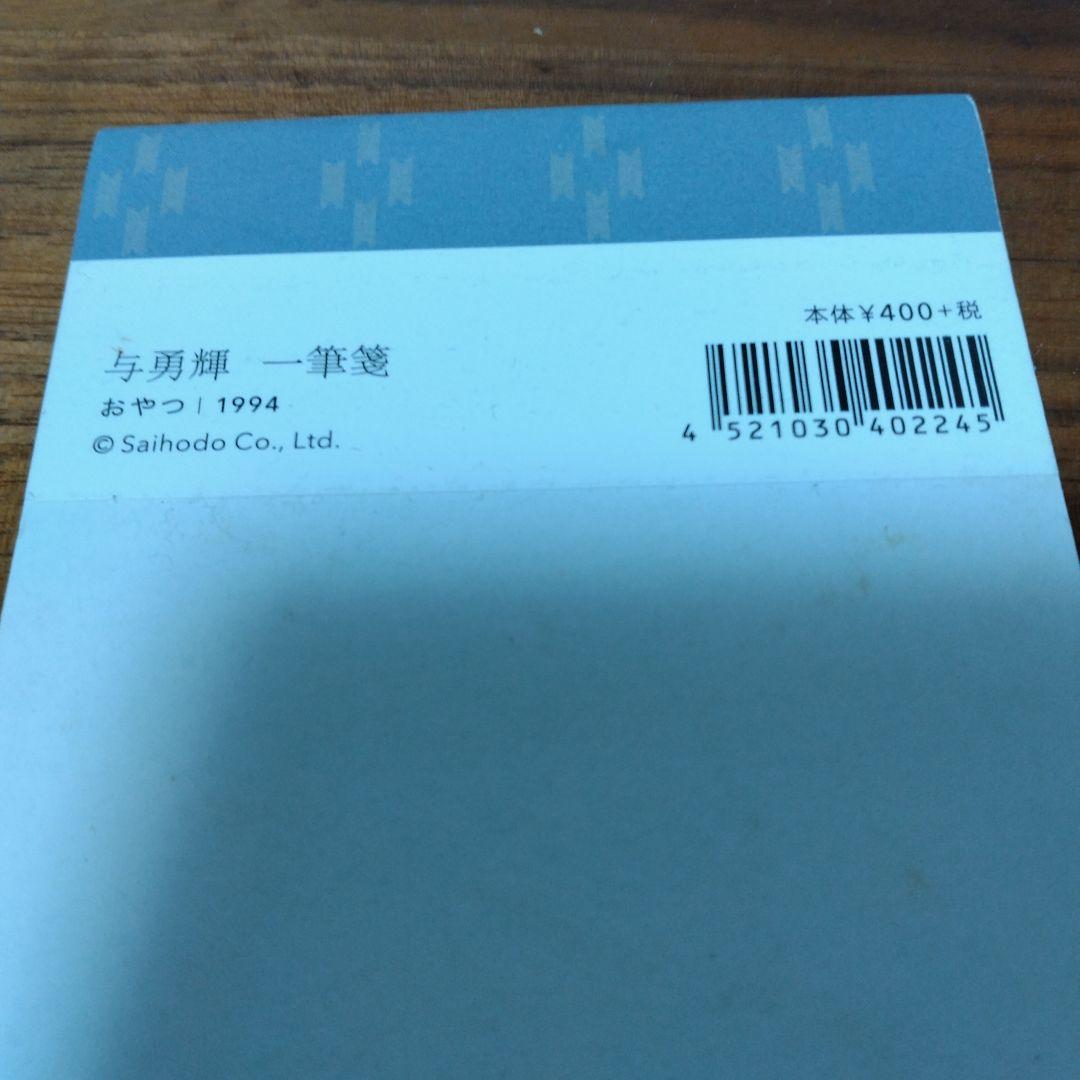 本体¥400+税
与勇輝 一筆箋
おやつ | 1994
© Saihodo Co., Ltd.
4 521030 402245